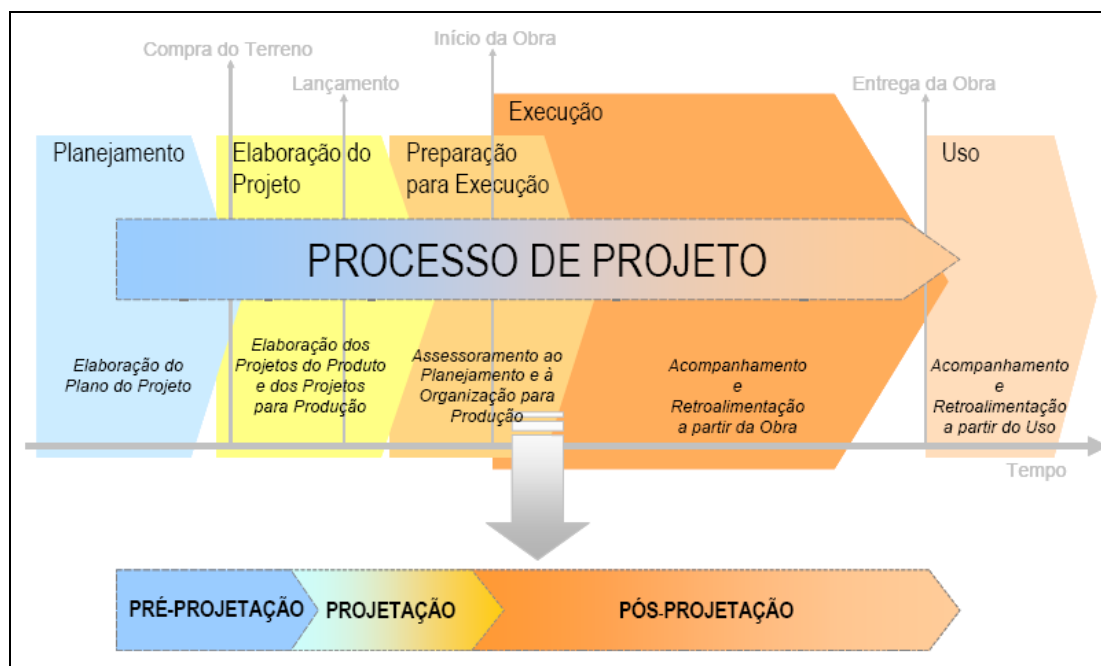 Compra do Terreno
Início da Obra
Lançamento
Entrega da Obra
Planejamento
Elaboração do
Projeto
Preparação
para Execução
Execução
Uso
PROCESSO DE PROJETO
Elaboração do
Plano do Projeto
Elaboração dos
Projetos do Produto
e dos Projetos
para Produção
Assessoramento ao
Planejamento e à
Organização para
Produção
Acompanhamento
e
Retroalimentação
a partir da Obra
Acompanhamento
e
Retroalimentação
a partir do Uso
Tempo
PRÉ-PROJETAÇÃO
PROJETAÇÃO
PÓS-PROJETAÇÃO